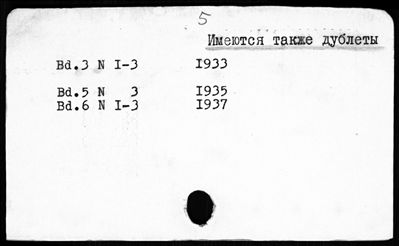 5
Имеются также дублеты
Bd.3 N I-3 I933
Bd.5 N 3 I935
Bd.6 N I-3 I937